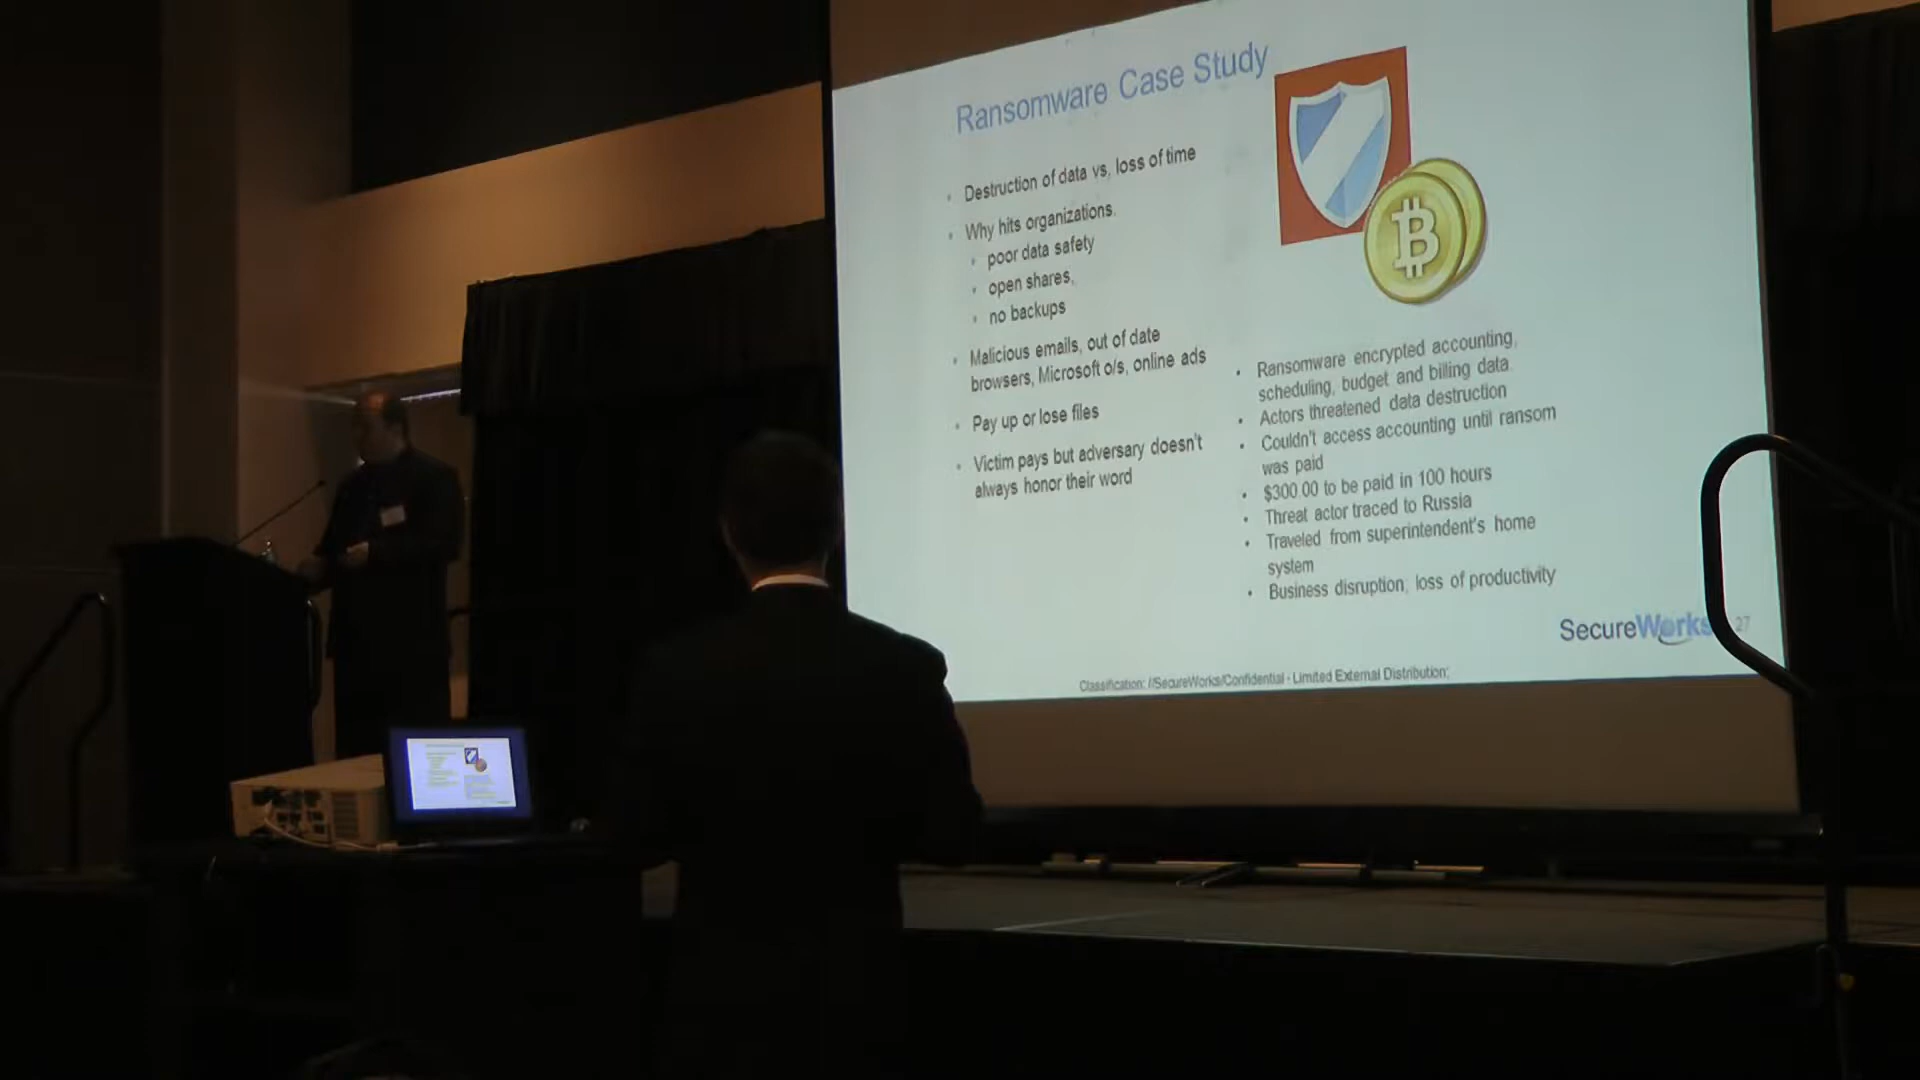 Ransomware Case Study
Destruction of data vs. loss of time
Why hits organizations.
poor data safety
open shares,
no backups
Malicious emails, out of date
browsers, Microsoft o/s, online ads
Pay up or lose files
Victim pays but adversary doesn't
always honor their word
Ransomware encrypted accounting,
scheduling, budget and billing data
Actors threatened data destruction
Couldn't access accounting until ransom
was paid
$300.00 to be paid in 100 hours
Threat actor traced to Russia
Traveled from superintendent's home
system
Business disruption; loss of productivity
SecureWorks 27
Classification: //SecureWorks/Confidential - Limited External Distribution;